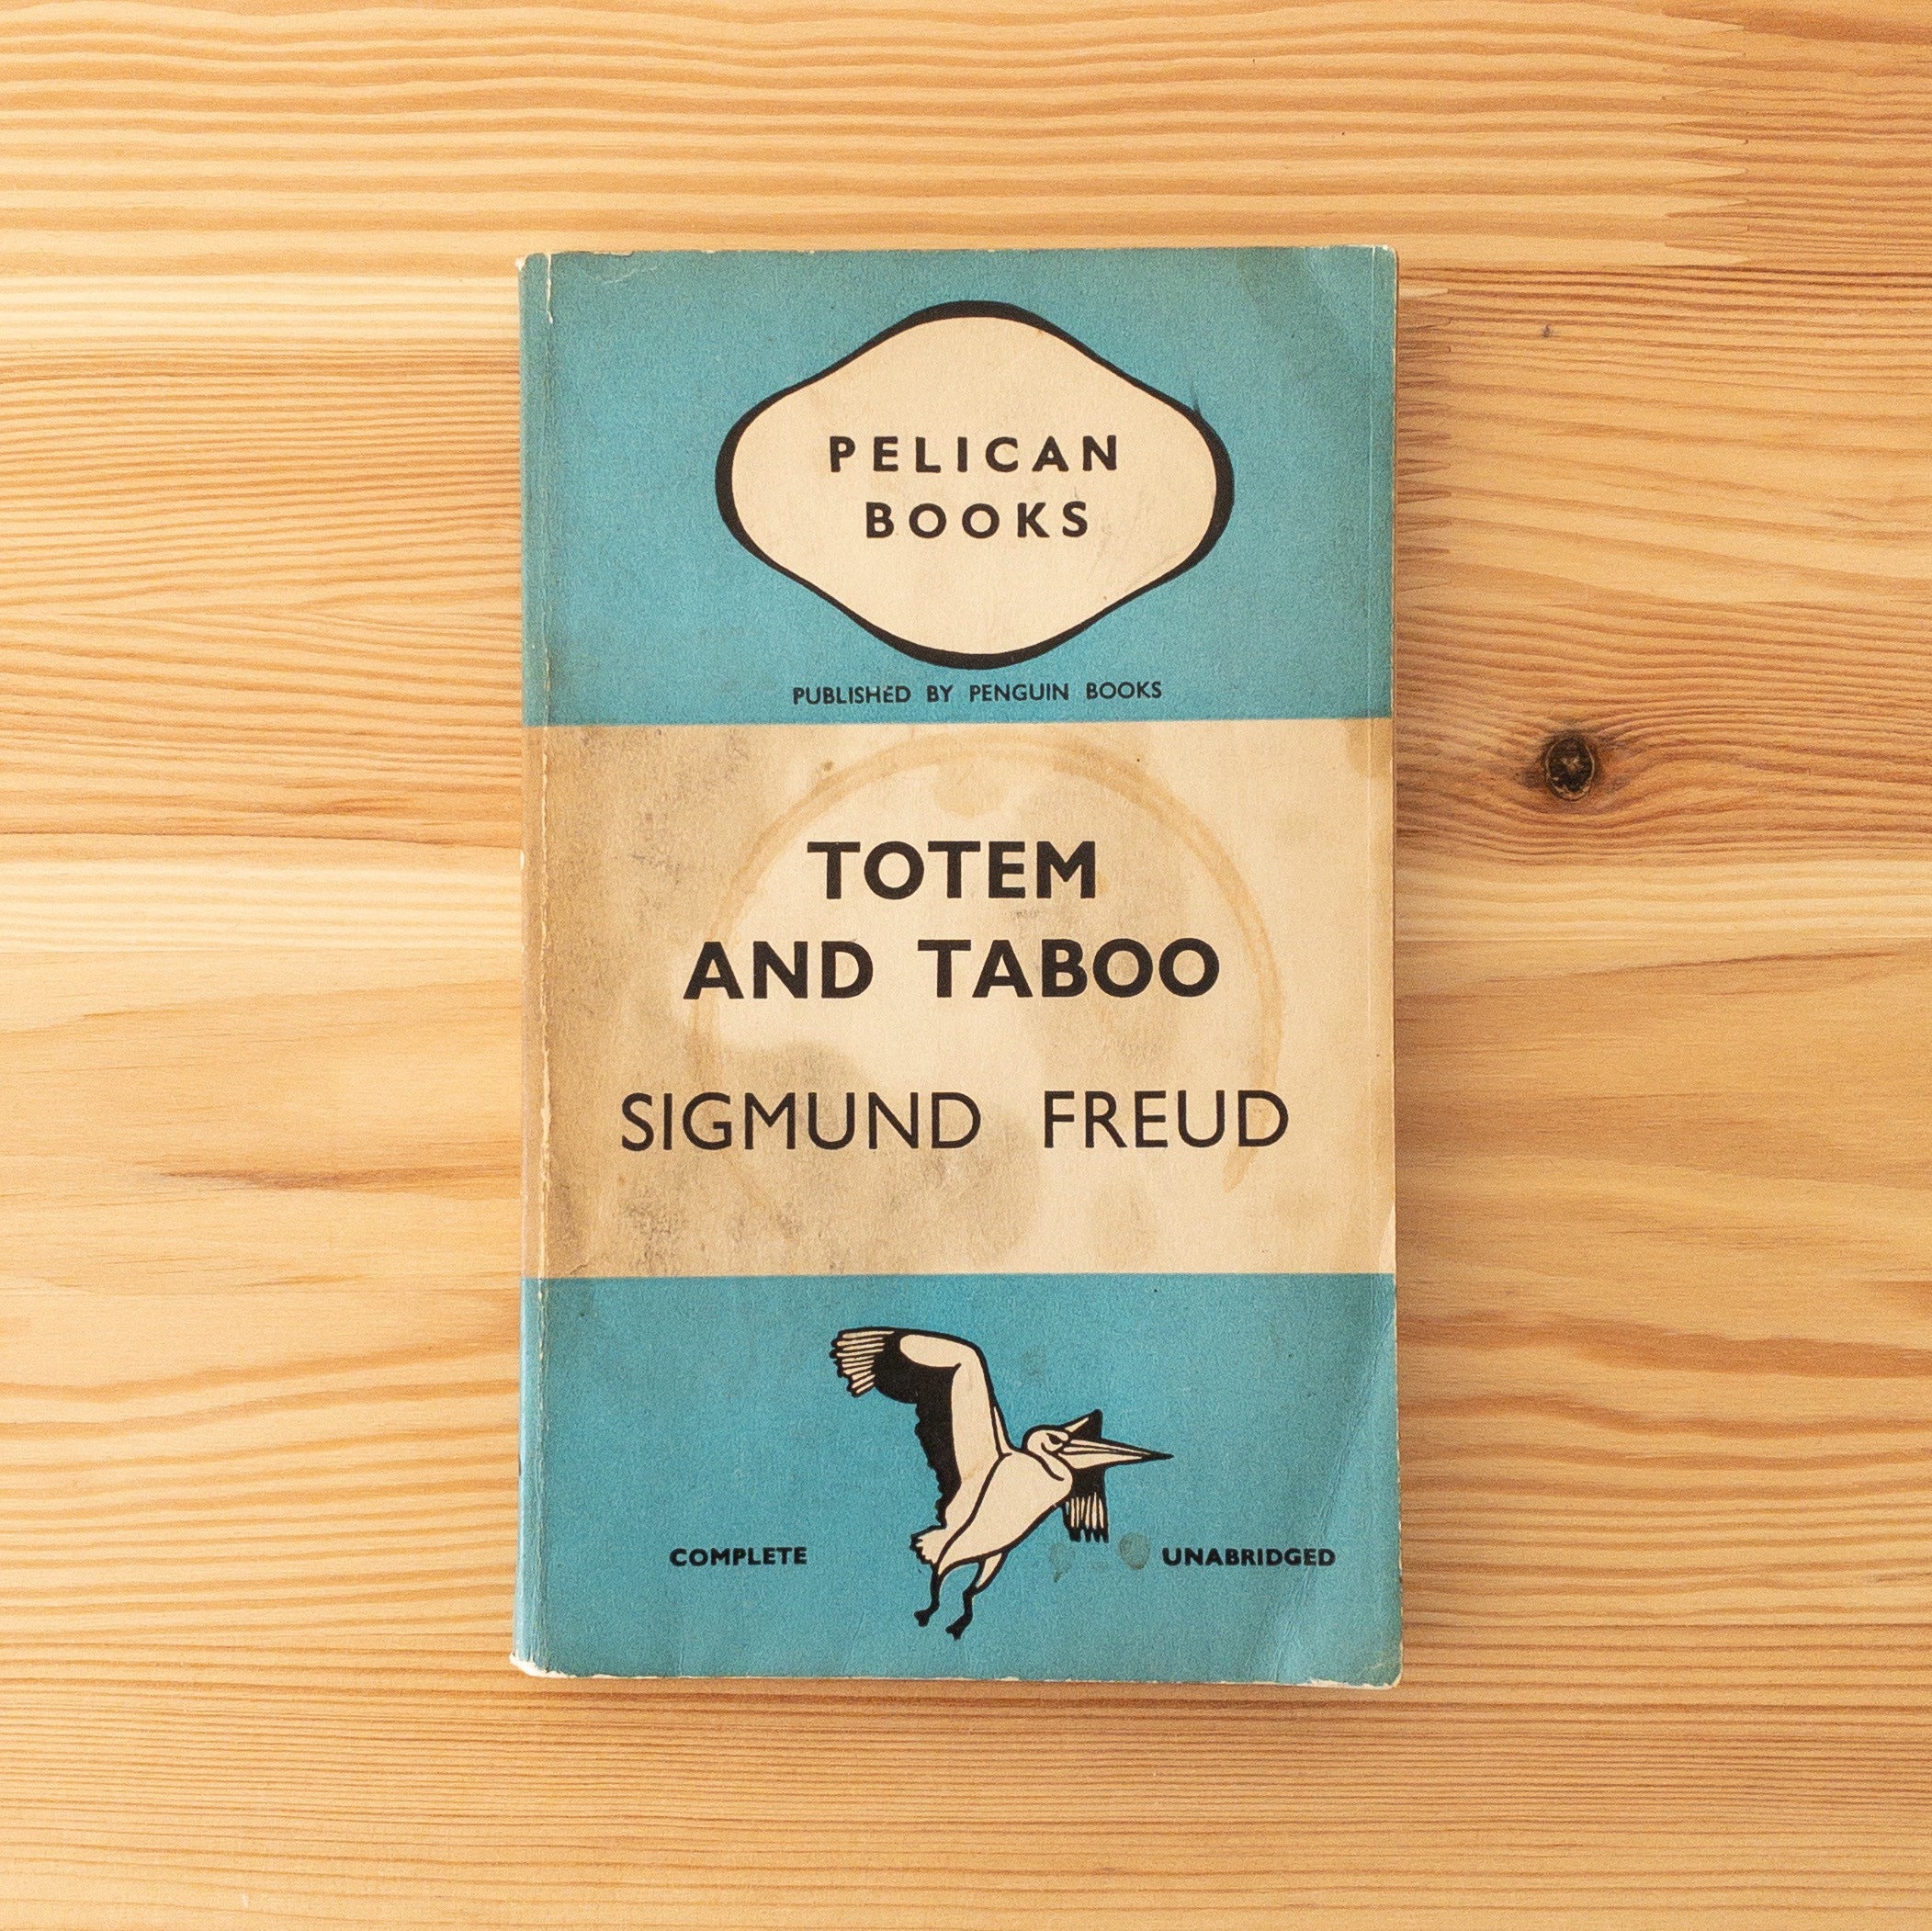 PELICAN
BOOKS
PUBLISHED BY PENGUIN BOOKS
TOTEM
AND TABOO
SIGMUND FREUD
COMPLETE UNABRIDGED